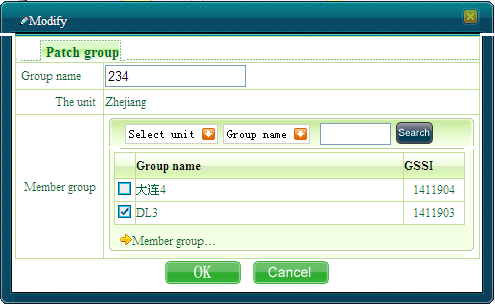 Modify
Patch group
Group name 234
The unit Zhejiang
Select unit Group name Search
Group name GSSI
大连4 1411904
Member group
DL3 1411903
Member group...
OK Cancel